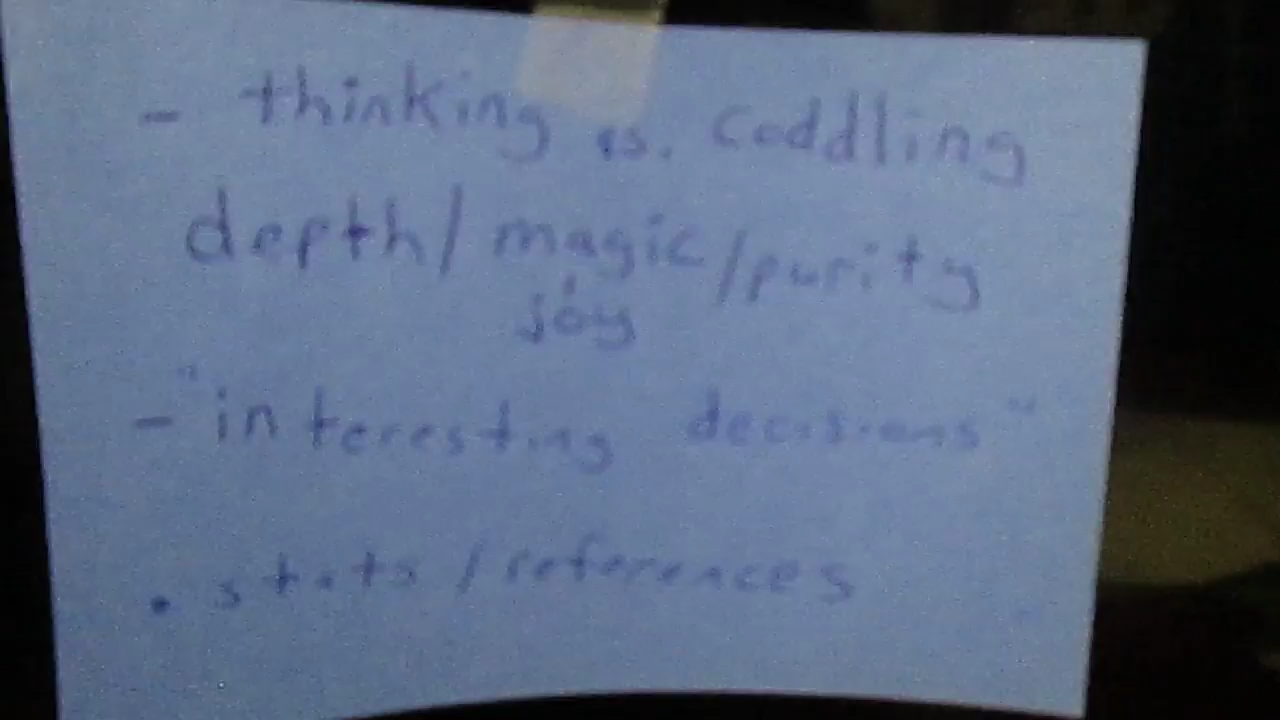 - thinking vs. coddling
depth/magic/purity
joy
- "interesting decisions"
• stats/references